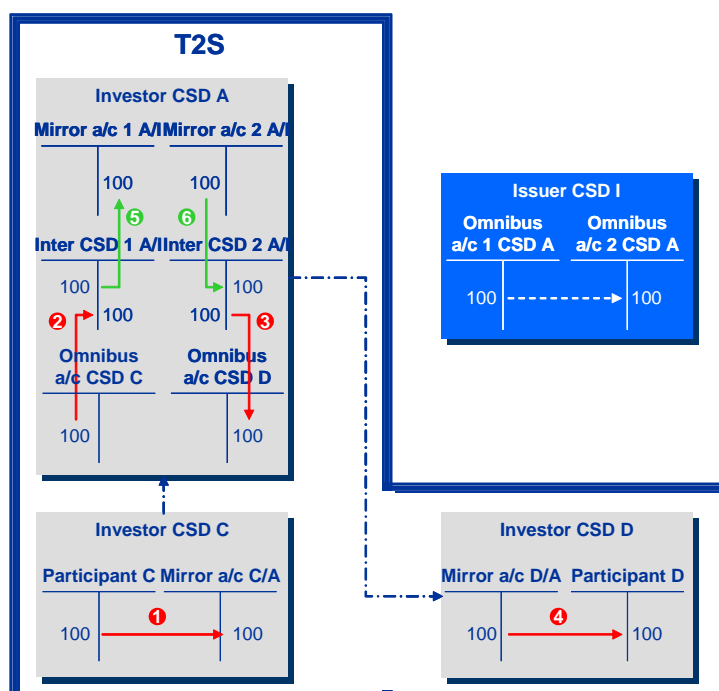 T2S
Investor CSD A
Mirror a/c 1 A/I Mirror a/c 2 A/I
100 100
5 6
Inter CSD 1 A/I Inter CSD 2 A/I
100 100
2 100 100 3
Omnibus Omnibus
a/c CSD C a/c CSD D
100 100
Issuer CSD I
Omnibus Omnibus
a/c 1 CSD A a/c 2 CSD A
100 100
Investor CSD C
Participant C Mirror a/c C/A
1
100 100
Investor CSD D
Mirror a/c D/A Participant D
4
100 100